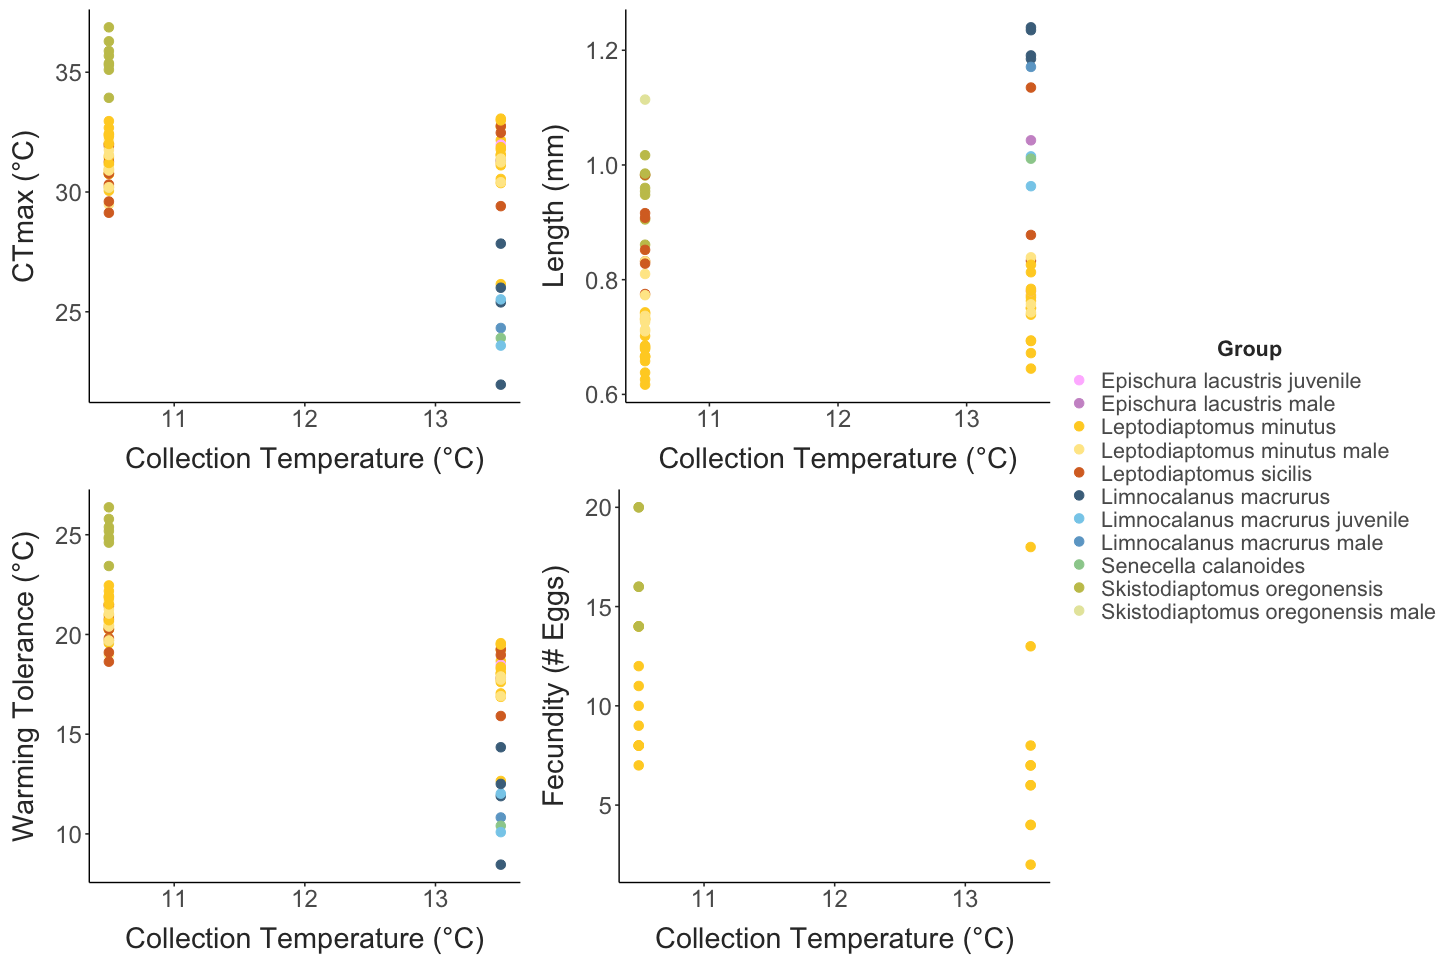 CTmax (°C)
35
30
25
11 12 13
Collection Temperature (°C)
Length (mm)
1.2
1.0
0.8
0.6
11 12 13
Collection Temperature (°C)
Warming Tolerance (°C)
25
20
15
10
11 12 13
Collection Temperature (°C)
Fecundity (# Eggs)
20
15
10
5
11 12 13
Collection Temperature (°C)
Group
Epischura lacustris juvenile
Epischura lacustris male
Leptodiaptomus minutus
Leptodiaptomus minutus male
Leptodiaptomus sicilis
Limnocalanus macrurus
Limnocalanus macrurus juvenile
Limnocalanus macrurus male
Senecella calanoides
Skistodiaptomus oregonensis
Skistodiaptomus oregonensis male